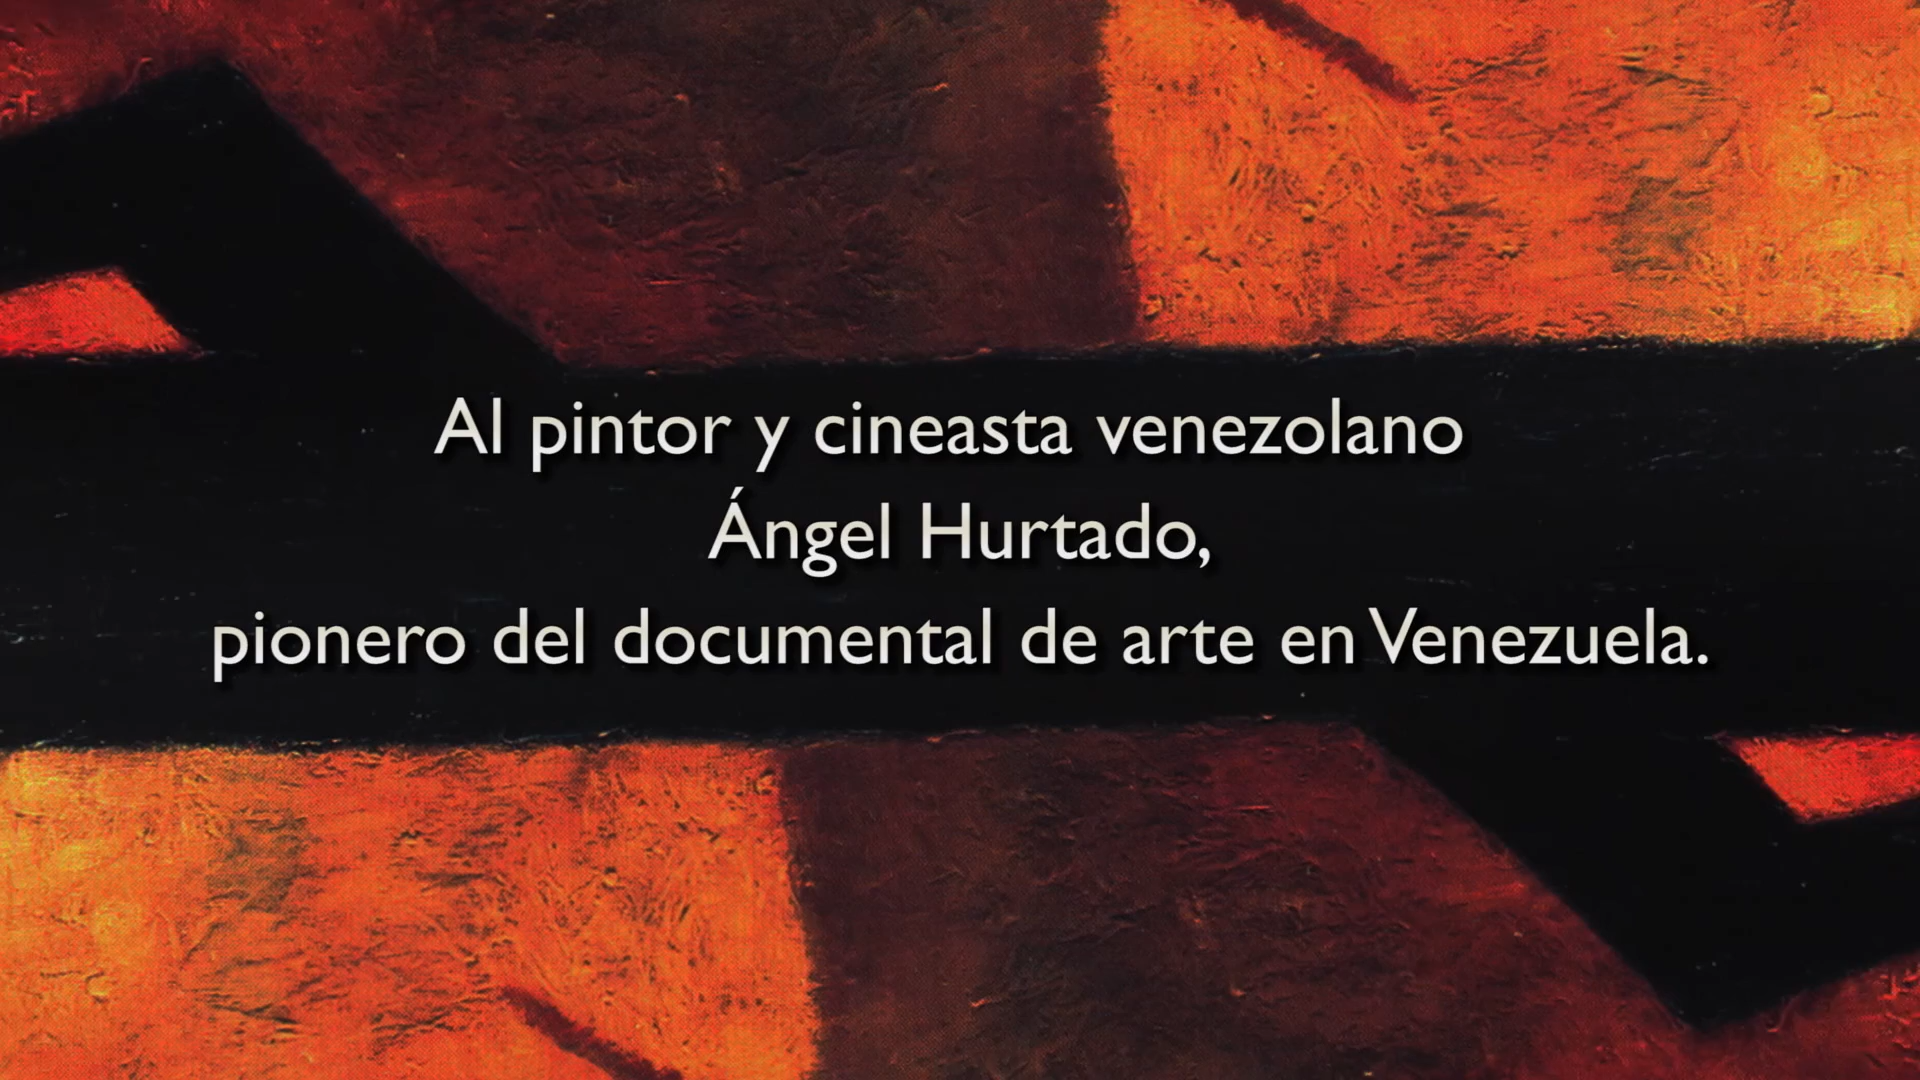 Al pintor y cineasta venezolano
Ángel Hurtado,
pionero del documental de arte en Venezuela.